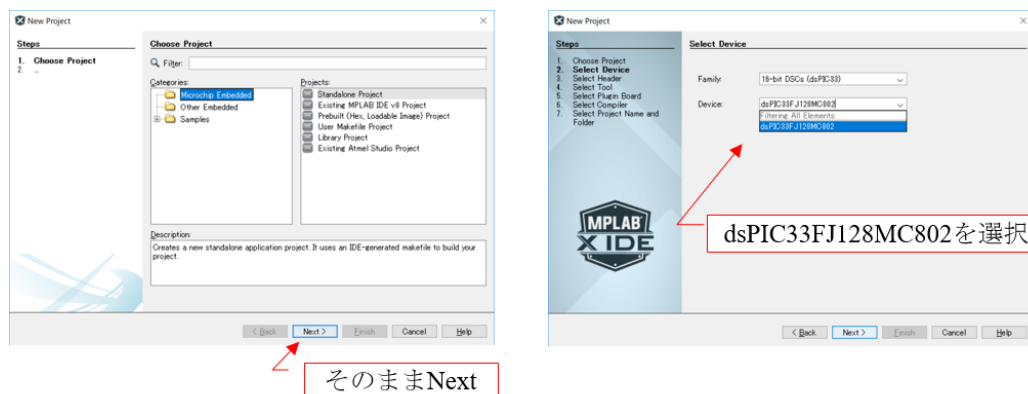 New Project
Steps
1. Choose Project
2. ...
Choose Project
Filter:
Categories:
Microchip Embedded
Other Embedded
Samples
Projects:
Standalone Project
Existing MPLAB IDE v8 Project
Prebuilt (Hex, Loadable Image) Project
User Makefile Project
Library Project
Existing Atmel Studio Project
Description:
Creates a new standalone application project. It uses an IDE-generated makefile to build your
project.
< Back Next > Finish Cancel Help
そのままNext
New Project
Steps
1. Choose Project
2. Select Device
3. Select Header
4. Select Tool
5. Select Plugin Board
6. Select Compiler
7. Select Project Name and
Folder
MPLAB
X IDE
Select Device
Family: 16-bit DSCs (dsPIC33)
Device: dsPIC33FJ128MC802
Filtering All Elements:
dsPIC33FJ128MC802
dsPIC33FJ128MC802を選択
< Back Next > Finish Cancel Help